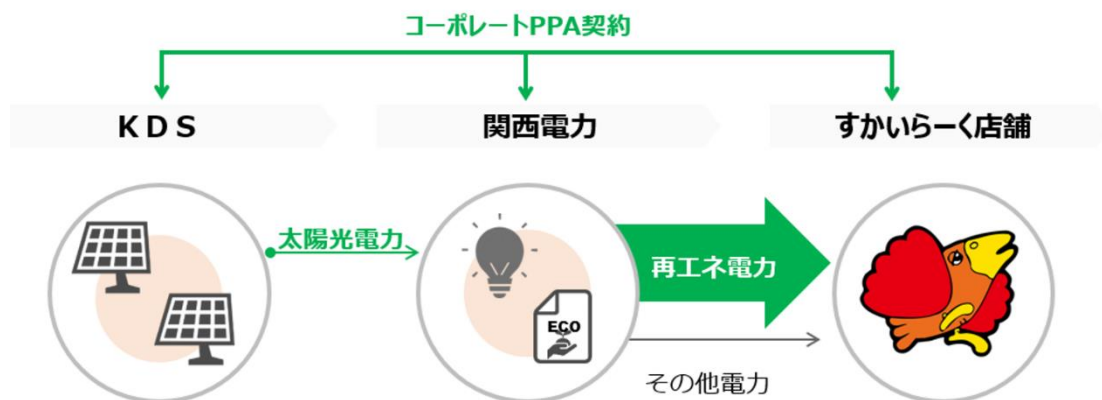 コーポレートPPA契約
KDS
関西電力
すかいらーく店舗
太陽光電力
再エネ電力
ECO
その他電力